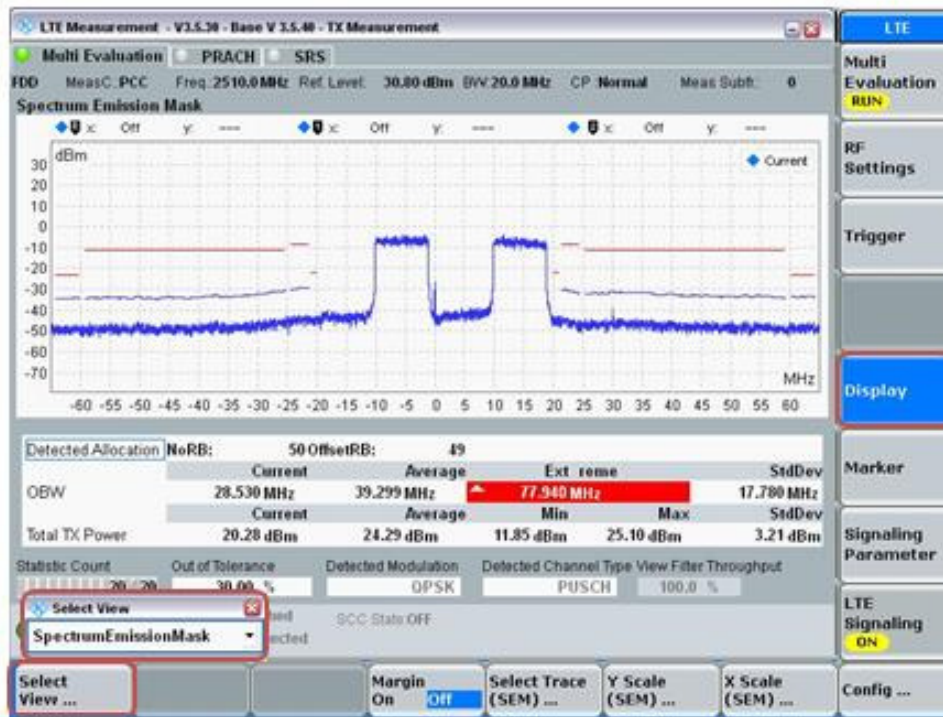 LTE Measurement - V3.5.30 - Base V 3.5.40 - TX Measurement
LTE
Multi Evaluation PRACH SRS
FDD MeasC.:PCC Freq.:2510.0 MHz Ref. Level: 30.80 dBm BW:20.0 MHz CP :Normal Meas Subfr.: 0
Spectrum Emission Mask
x: Off y: --- x: Off y: --- x: Off y: ---
dBm
Current
30
20
10
0
-10
-20
-30
-40
-50
-60
-70
MHz
-60 -55 -50 -45 -40 -35 -30 -25 -20 -15 -10 -5 0 5 10 15 20 25 30 35 40 45 50 55 60
Detected Allocation NoRB: 50 OffsetRB: 49
Current Average Ext reme StdDev
OBW 28.530 MHz 39.299 MHz 77.940 MHz 17.780 MHz
Current Average Min Max StdDev
Total TX Power 20.28 dBm 24.29 dBm 11.85 dBm 25.10 dBm 3.21 dBm
Statistic Count Out of Tolerance Detected Modulation Detected Channel Type View Filter Throughput
20 / 20 30.00 % QPSK PUSCH 100.0 %
Select View
SpectrumEmissionMask
SCC State:OFF
Multi
Evaluation
RUN
RF
Settings
Trigger
Display
Marker
Signaling
Parameter
LTE
Signaling
ON
Config ...
Select
View ...
Margin
On Off
Select Trace
(SEM) ...
Y Scale
(SEM) ...
X Scale
(SEM) ...